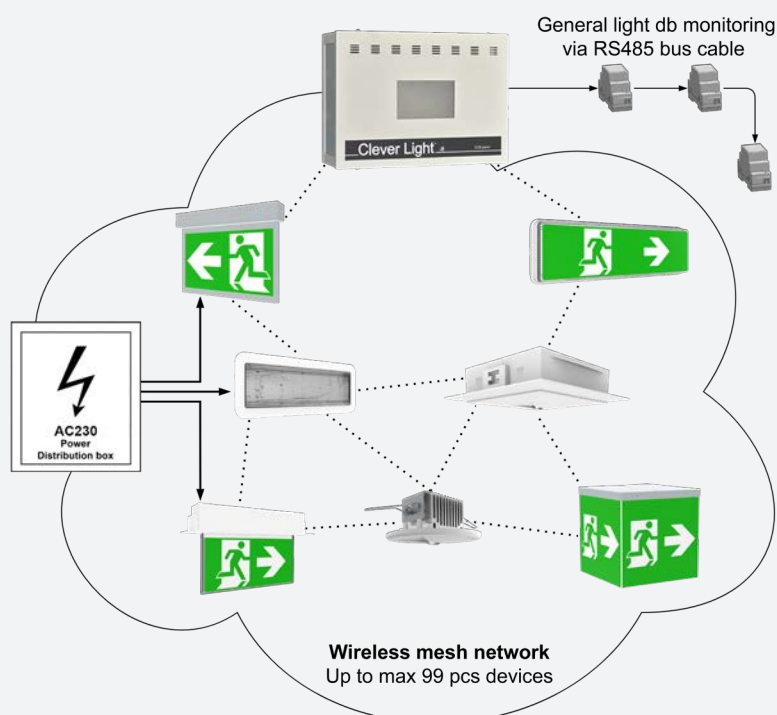 General light db monitoring
via RS485 bus cable
Clever Light
AC230
Power
Distribution box
Wireless mesh network
Up to max 99 pcs devices